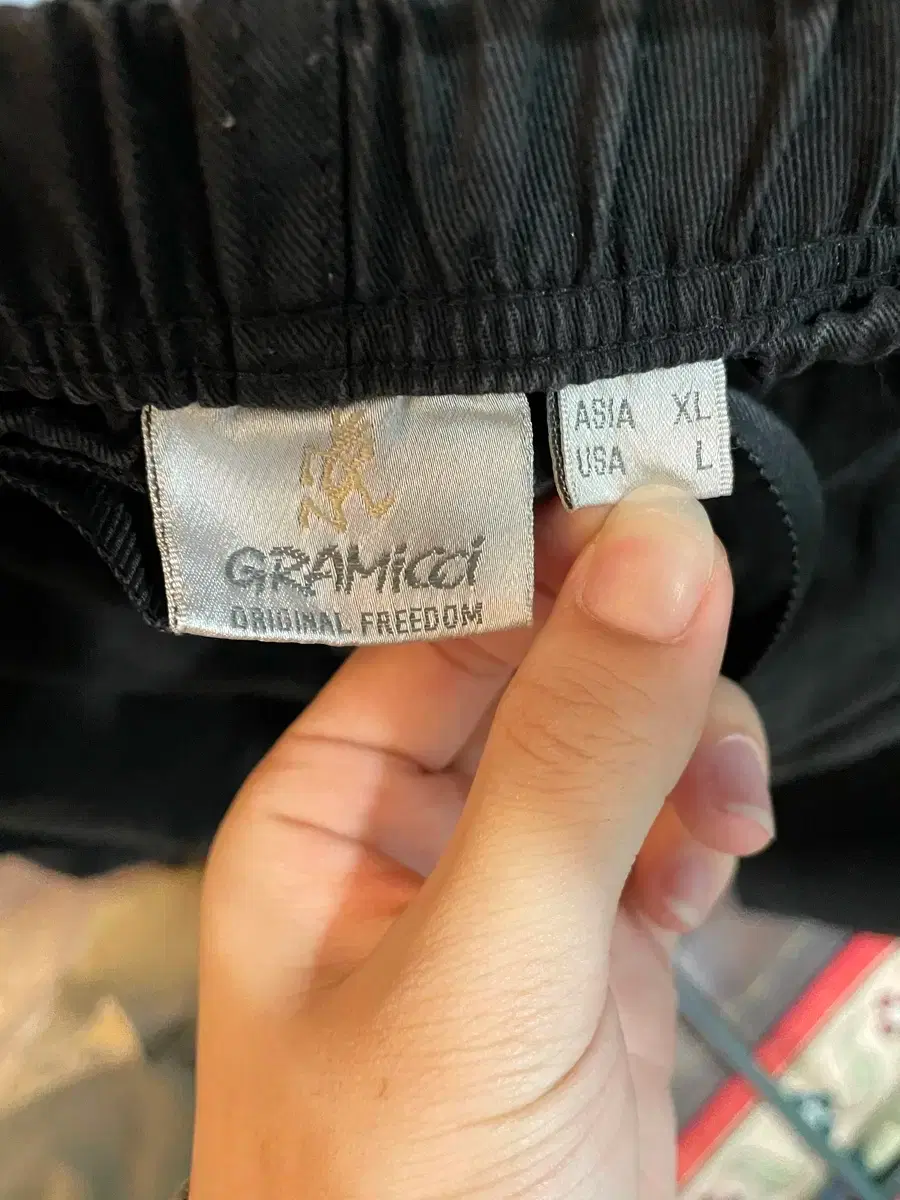 GRAMicci
ORIGINAL FREEDOM
ASIA XL
USA L